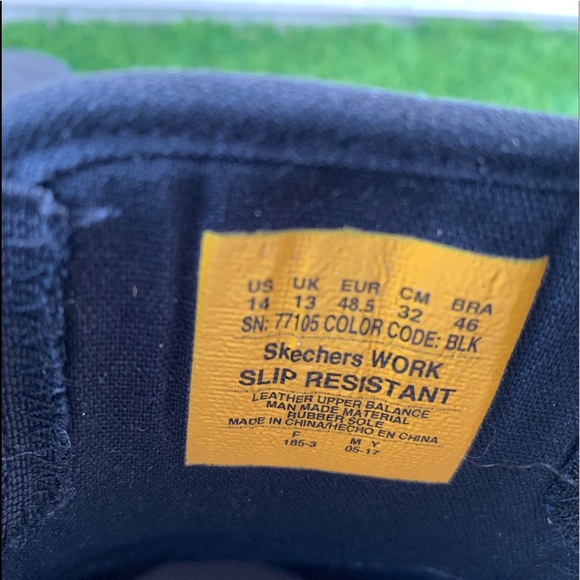 US UK EUR CM BRA
14 13 48.5 32 46
SN: 77105 COLOR CODE: BLK
Skechers WORK
SLIP RESISTANT
LEATHER UPPER BALANCE
MAN MADE MATERIAL
RUBBER SOLE
MADE IN CHINA/HECHO EN CHINA
F M Y
185-3 05-17